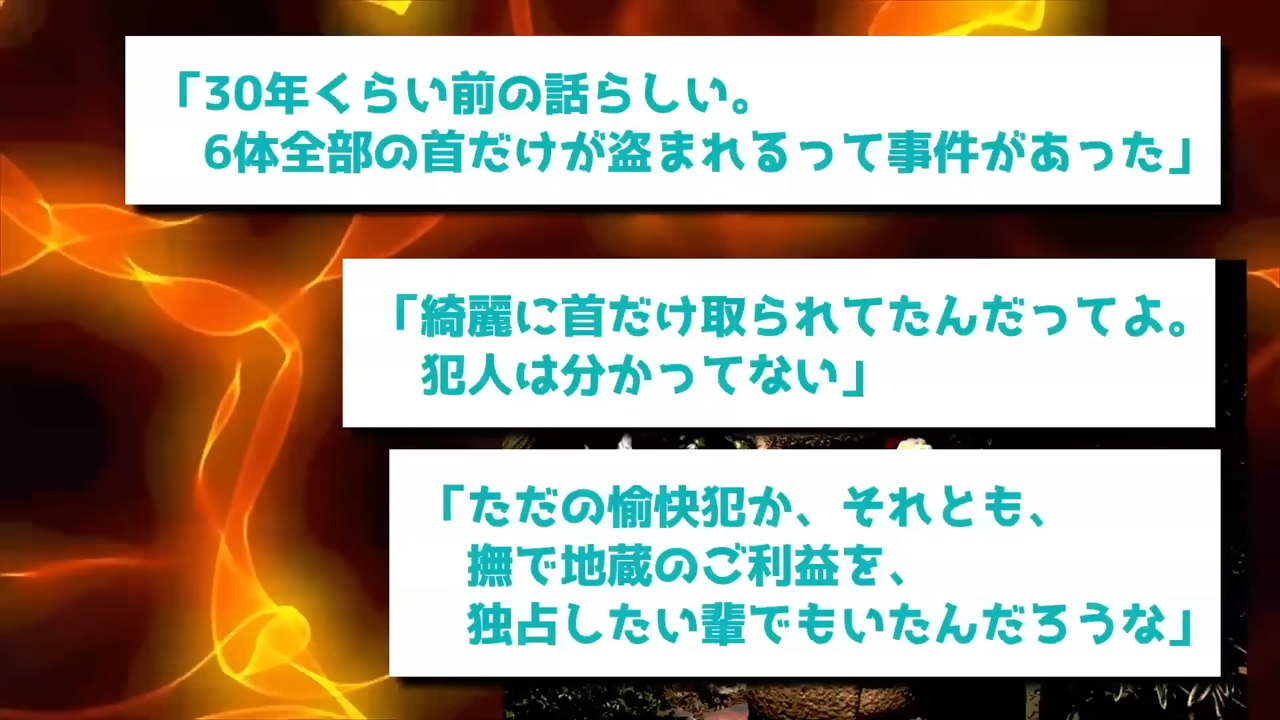 「30年くらい前の話らしい。
6体全部の首だけが盗まれるって事件があった」
「綺麗に首だけ取られてたんだってよ。
犯人は分かってない」
「ただの愉快犯か、それとも、
撫で地蔵のご利益を、
独占したい輩でもいたんだろうな」